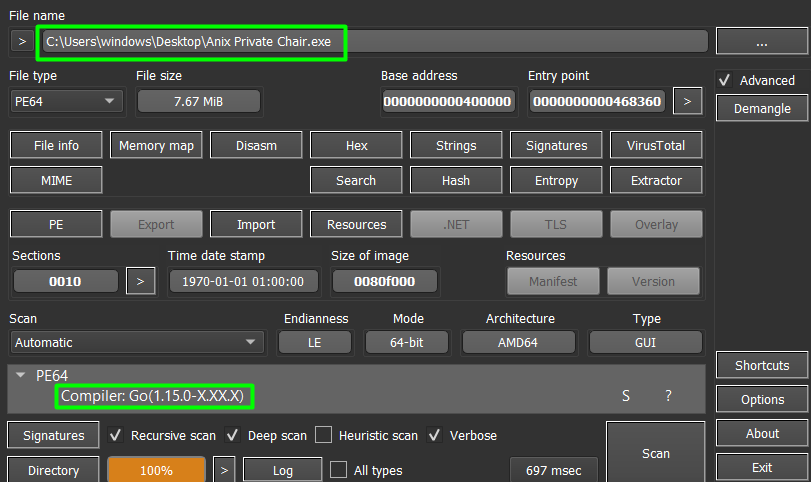 File name
> C:\Users\windows\Desktop\Anix Private Chair.exe ...
File type File size Base address Entry point Advanced
PE64 7.67 MiB 0000000000400000 0000000000468360 > Demangle
File info Memory map Disasm Hex Strings Signatures VirusTotal
MIME Search Hash Entropy Extractor
PE Export Import Resources .NET TLS Overlay
Sections Time date stamp Size of image Resources
0010 > 1970-01-01 01:00:00 0080f000 Manifest Version
Scan Endianness Mode Architecture Type
Automatic LE 64-bit AMD64 GUI
PE64 Shortcuts
Compiler: Go(1.15.0-X.XX.X) S ? Options
Signatures Recursive scan Deep scan Heuristic scan Verbose Scan About
Directory 100% > Log All types 697 msec Exit